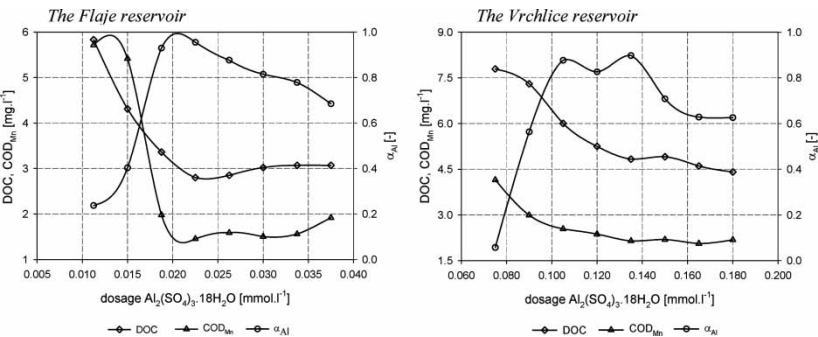 The Flaje reservoir
6
5
4
3
2
1
DOC, COD_Mn [mg.l⁻¹]
1.0
0.8
0.6
0.4
0.2
0.0
α_Al [-]
0.005 0.010 0.015 0.020 0.025 0.030 0.035 0.040
dosage Al₂(SO₄)₃.18H₂O [mmol.l⁻¹]
DOC COD_Mn α_Al
The Vrchlice reservoir
9.0
7.5
6.0
4.5
3.0
1.5
DOC, COD_Mn [mg.l⁻¹]
1.0
0.8
0.6
0.4
0.2
0.0
α_Al [-]
0.060 0.080 0.100 0.120 0.140 0.160 0.180 0.200
dosage Al₂(SO₄)₃.18H₂O [mmol.l⁻¹]
DOC COD_Mn α_Al